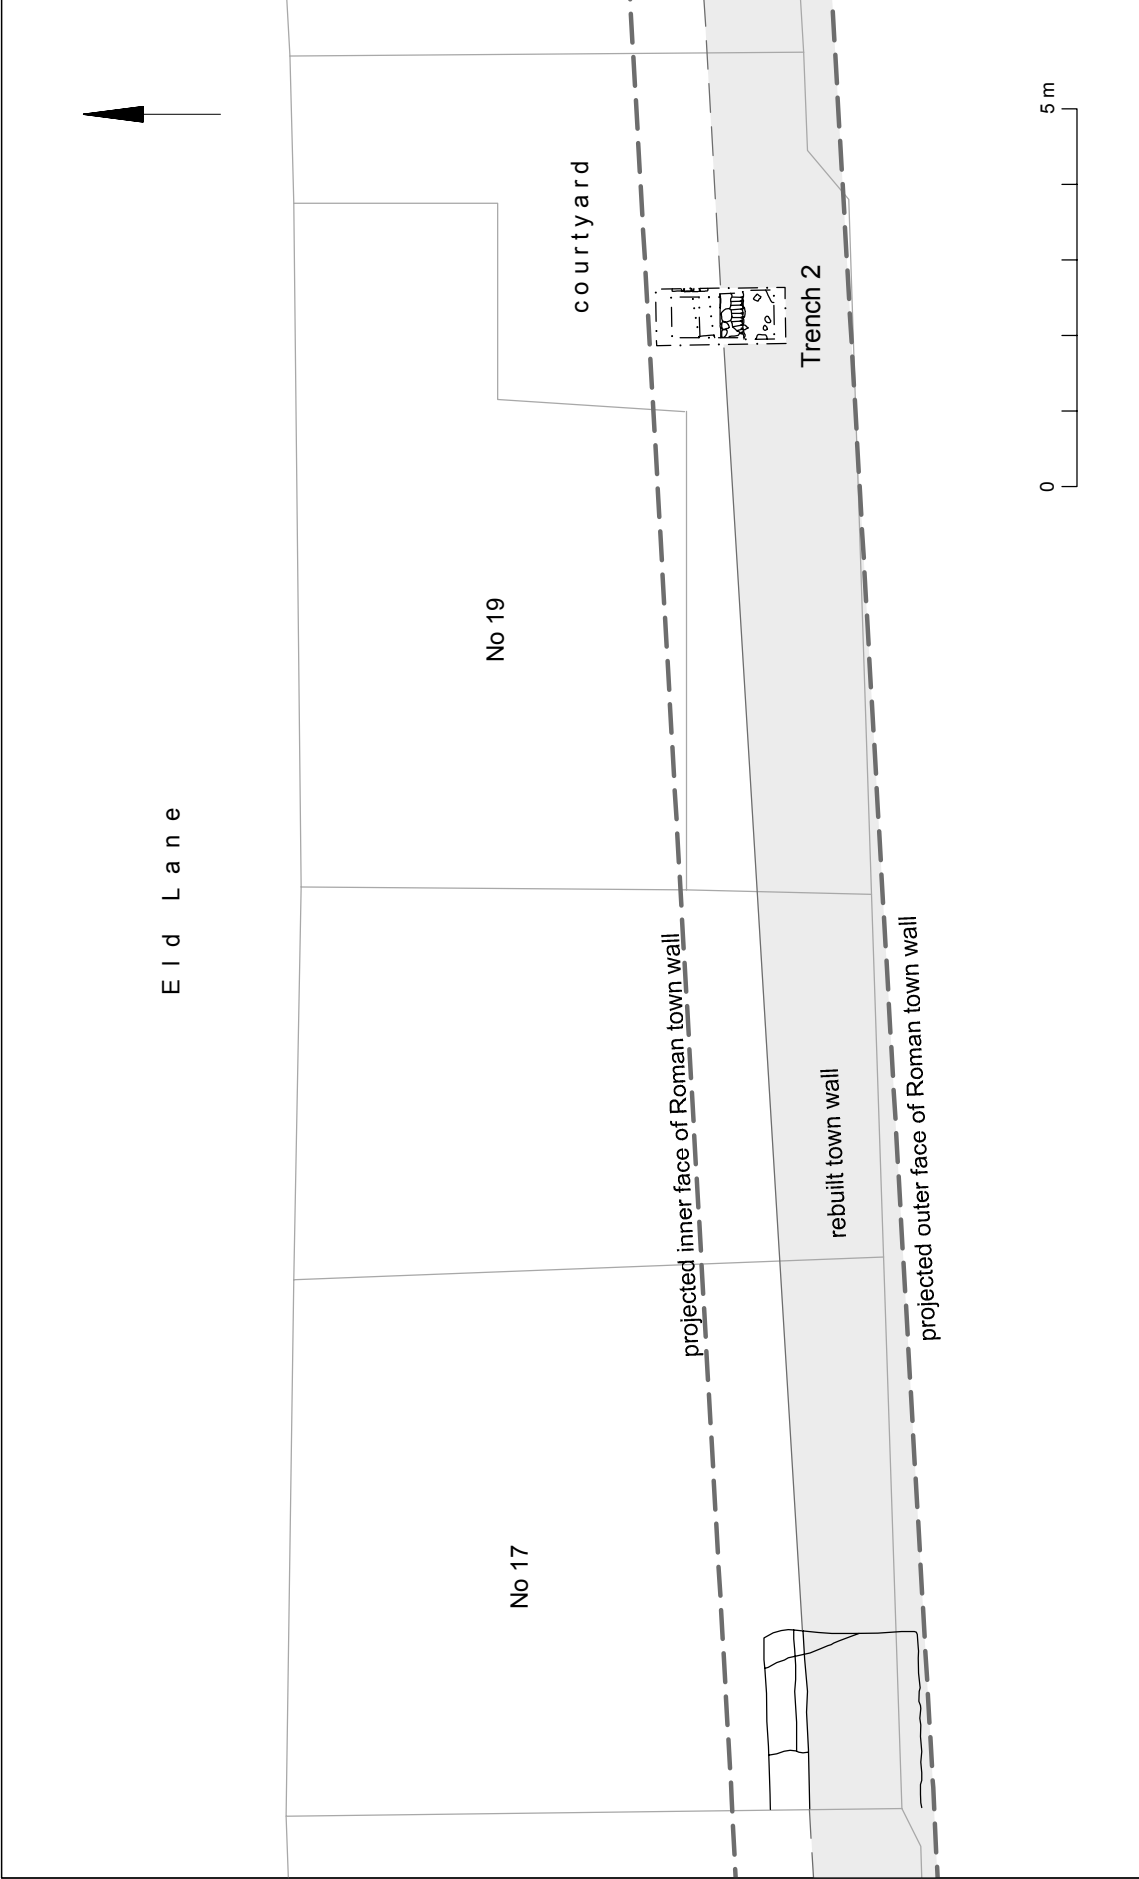 Eld Lane
No 17
No 19
courtyard
projected inner face of Roman town wall
rebuilt town wall
Trench 2
projected outer face of Roman town wall
0
5 m